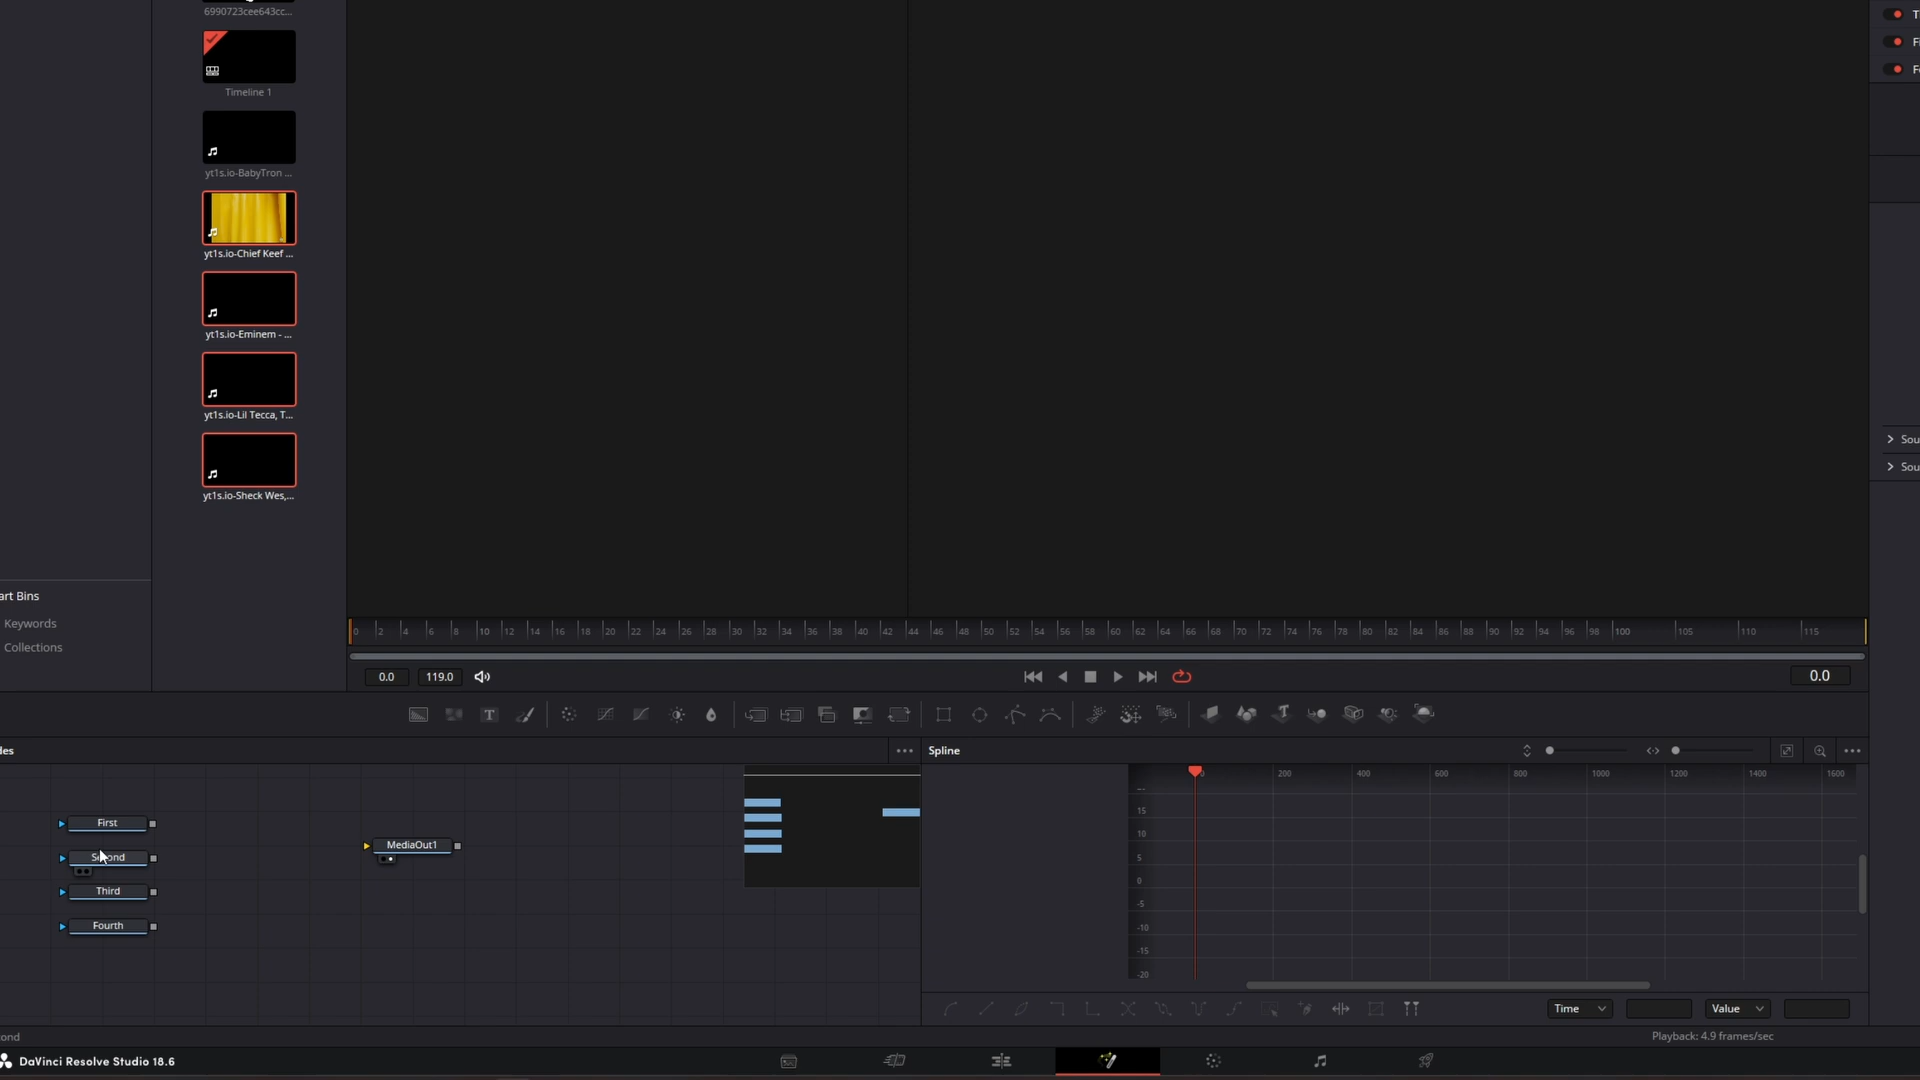 6990723cee643cc...
Timeline 1
yt1s.io-BabyTron ...
yt1s.io-Chief Keef ...
yt1s.io-Eminem - ...
yt1s.io-Lil Tecca, T...
yt1s.io-Sheck Wes,...
art Bins
Keywords
Collections
T
Fi
Fo
Sou
Sou
0 2 4 6 8 10 12 14 16 18 20 22 24 26 28 30 32 34 36 38 40 42 44 46 48 50 52 54 56 58 60 62 64 66 68 70 72 74 76 78 80 82 84 86 88 90 92 94 96 98 100 105 110 115
0.0 119.0 0.0
des
Spline
First
Second
Third
Fourth
MediaOut1
0 200 400 600 800 1000 1200 1400 1600
15
10
5
0
-5
-10
-15
-20
Time Value
ond
Playback: 4.9 frames/sec
DaVinci Resolve Studio 18.6